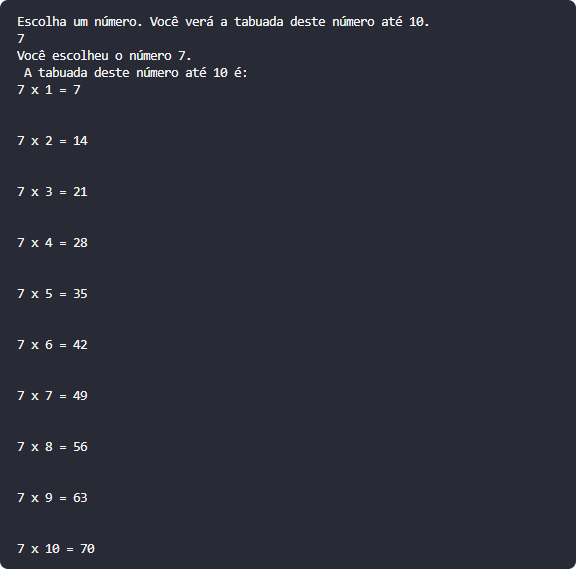 Escolha um número. Você verá a tabuada deste número até 10.
7
Você escolheu o número 7.
A tabuada deste número até 10 é:
7 x 1 = 7
7 x 2 = 14
7 x 3 = 21
7 x 4 = 28
7 x 5 = 35
7 x 6 = 42
7 x 7 = 49
7 x 8 = 56
7 x 9 = 63
7 x 10 = 70